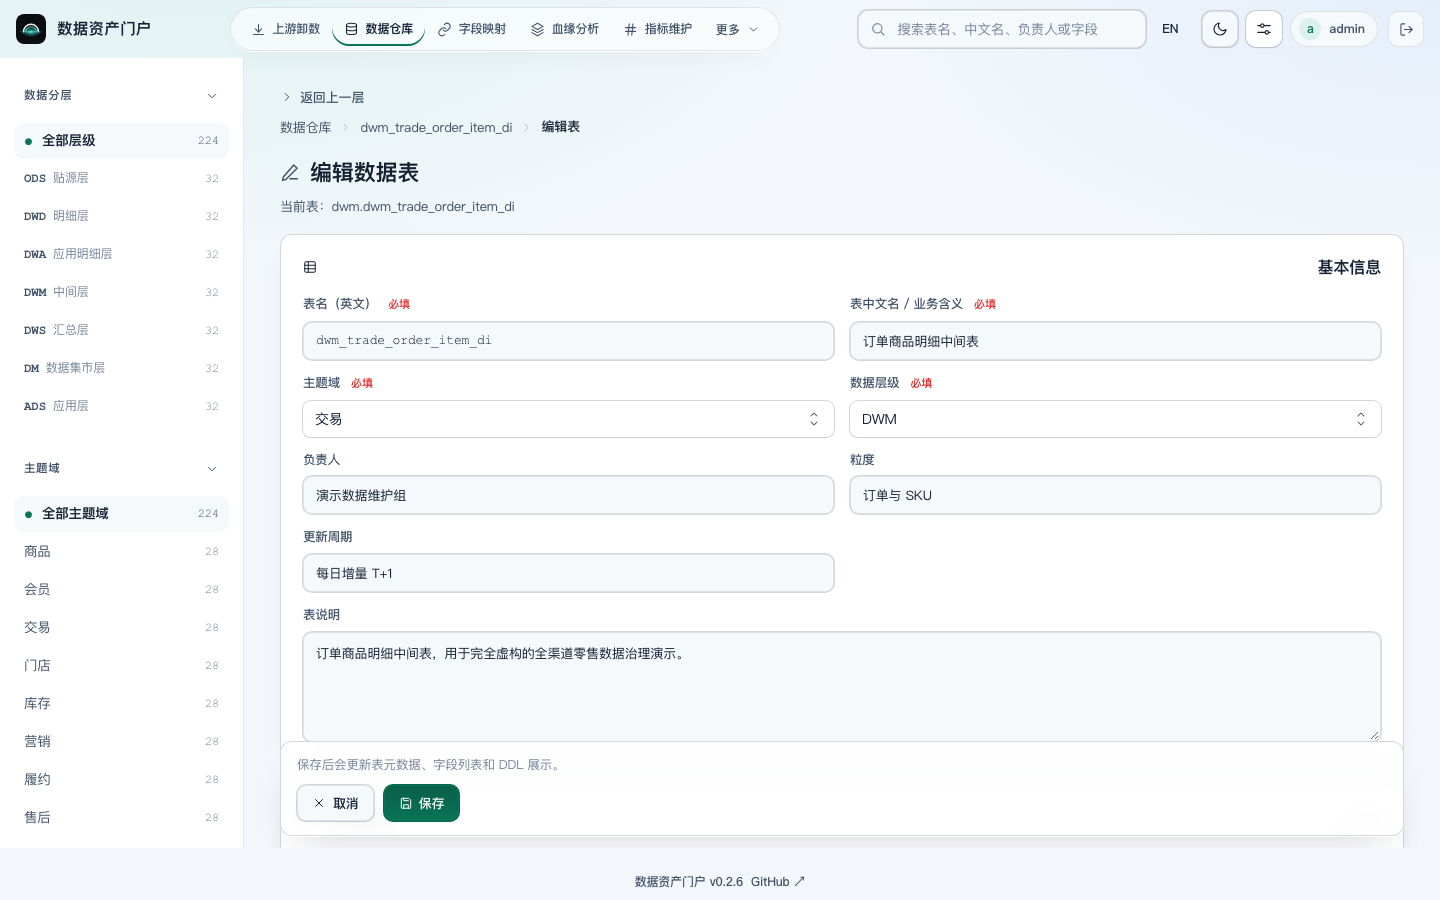 数据资产门户
上游卸数
数据仓库
字段映射
血缘分析
指标维护
更多
搜索表名、中文名、负责人或字段
EN
a admin
数据分层
全部层级 224
ODS 贴源层 32
DWD 明细层 32
DWA 应用明细层 32
DWM 中间层 32
DWS 汇总层 32
DM 数据集市层 32
ADS 应用层 32
主题域
全部主题域 224
商品 28
会员 28
交易 28
门店 28
库存 28
营销 28
履约 28
售后 28
返回上一层
数据仓库 dwm_trade_order_item_di 编辑表
编辑数据表
当前表：dwm.dwm_trade_order_item_di
基本信息
表名（英文） 必填
dwm_trade_order_item_di
表中文名 / 业务含义 必填
订单商品明细中间表
主题域 必填
交易
数据层级 必填
DWM
负责人
演示数据维护组
粒度
订单与 SKU
更新周期
每日增量 T+1
表说明
订单商品明细中间表，用于完全虚构的全渠道零售数据治理演示。
保存后会更新表元数据、字段列表和 DDL 展示。
取消
保存
数据资产门户 v0.2.6 GitHub ↗